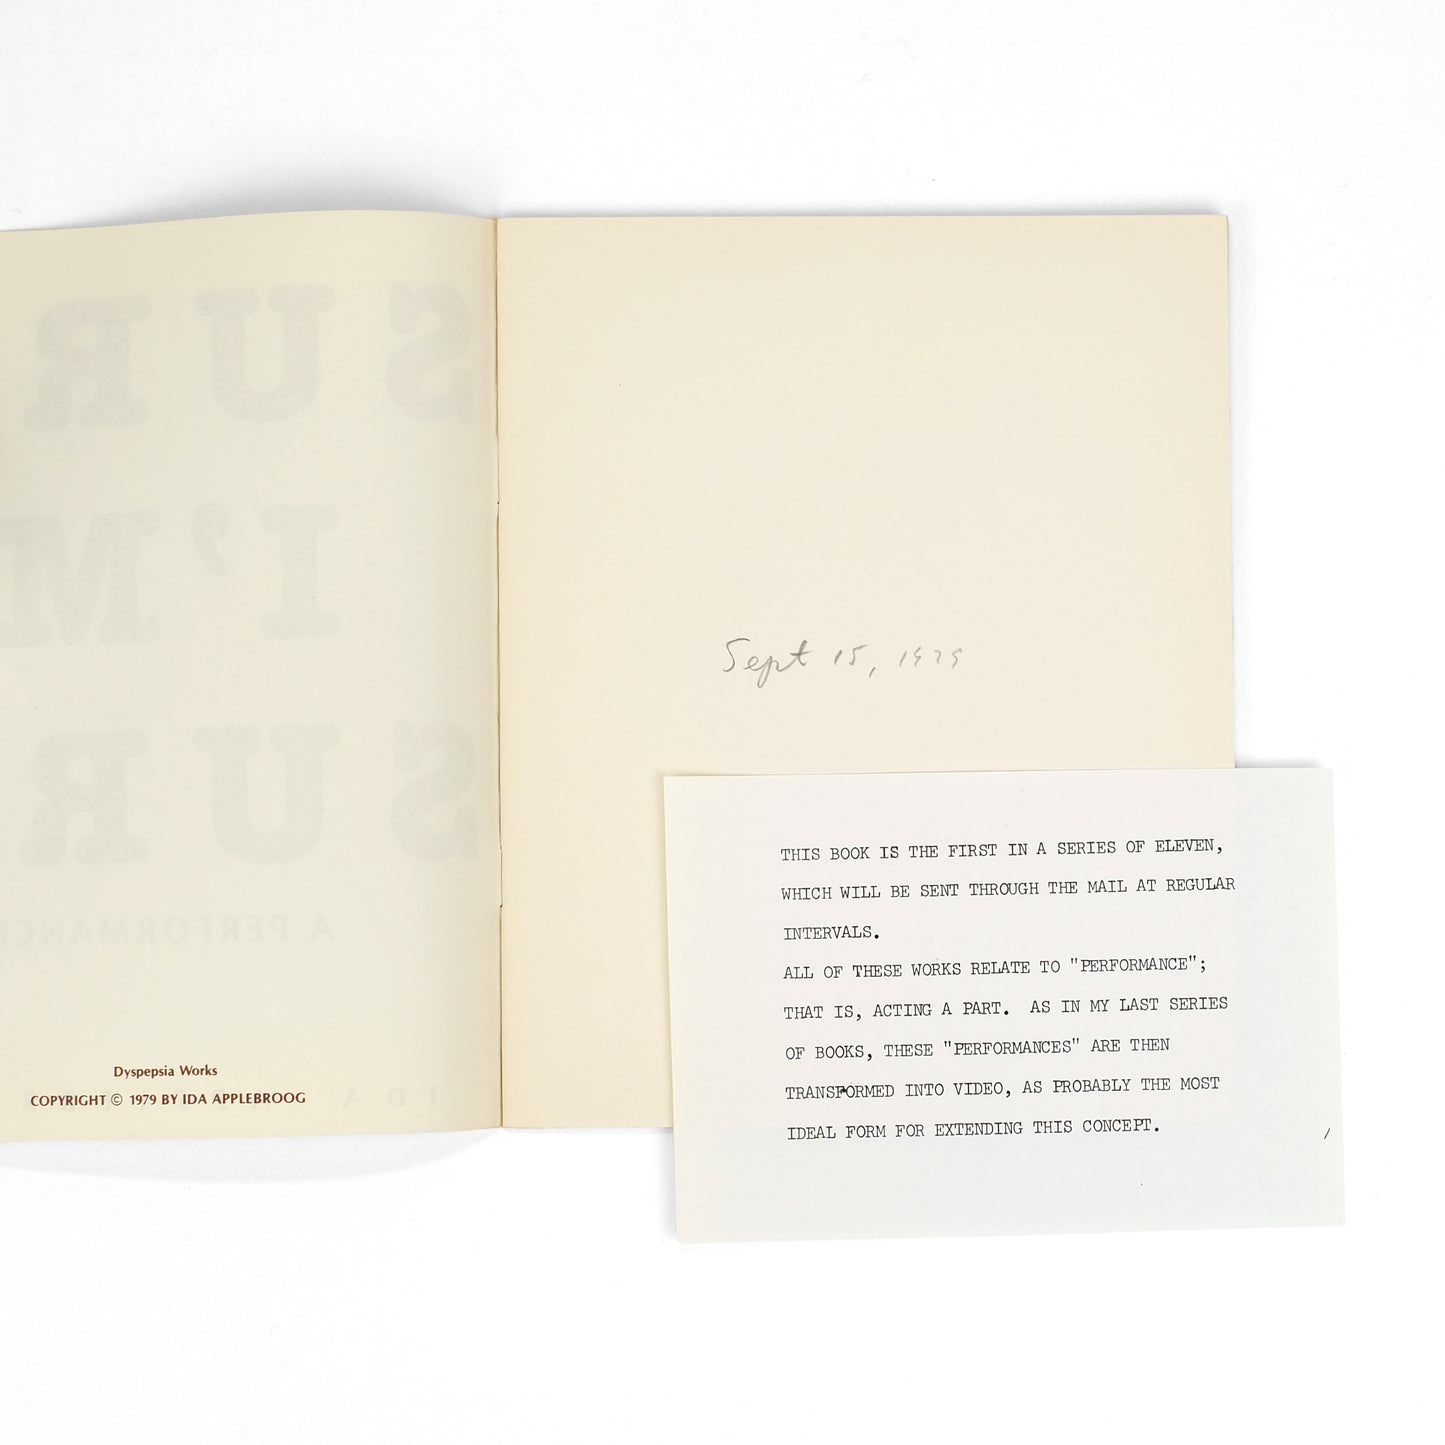 Dyspepsia Works
COPYRIGHT © 1979 BY IDA APPLEBROOG
Sept 15, 1979
THIS BOOK IS THE FIRST IN A SERIES OF ELEVEN,
WHICH WILL BE SENT THROUGH THE MAIL AT REGULAR
INTERVALS.
ALL OF THESE WORKS RELATE TO "PERFORMANCE";
THAT IS, ACTING A PART.  AS IN MY LAST SERIES
OF BOOKS, THESE "PERFORMANCES" ARE THEN
TRANSFORMED INTO VIDEO, AS PROBABLY THE MOST
IDEAL FORM FOR EXTENDING THIS CONCEPT.